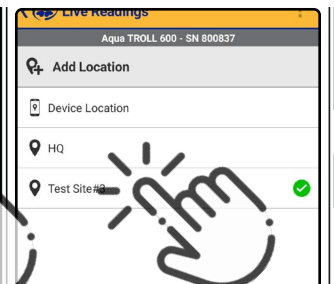 Live Readings
Aqua TROLL 600 - SN 800837
Add Location
Device Location
HQ
Test Site#3